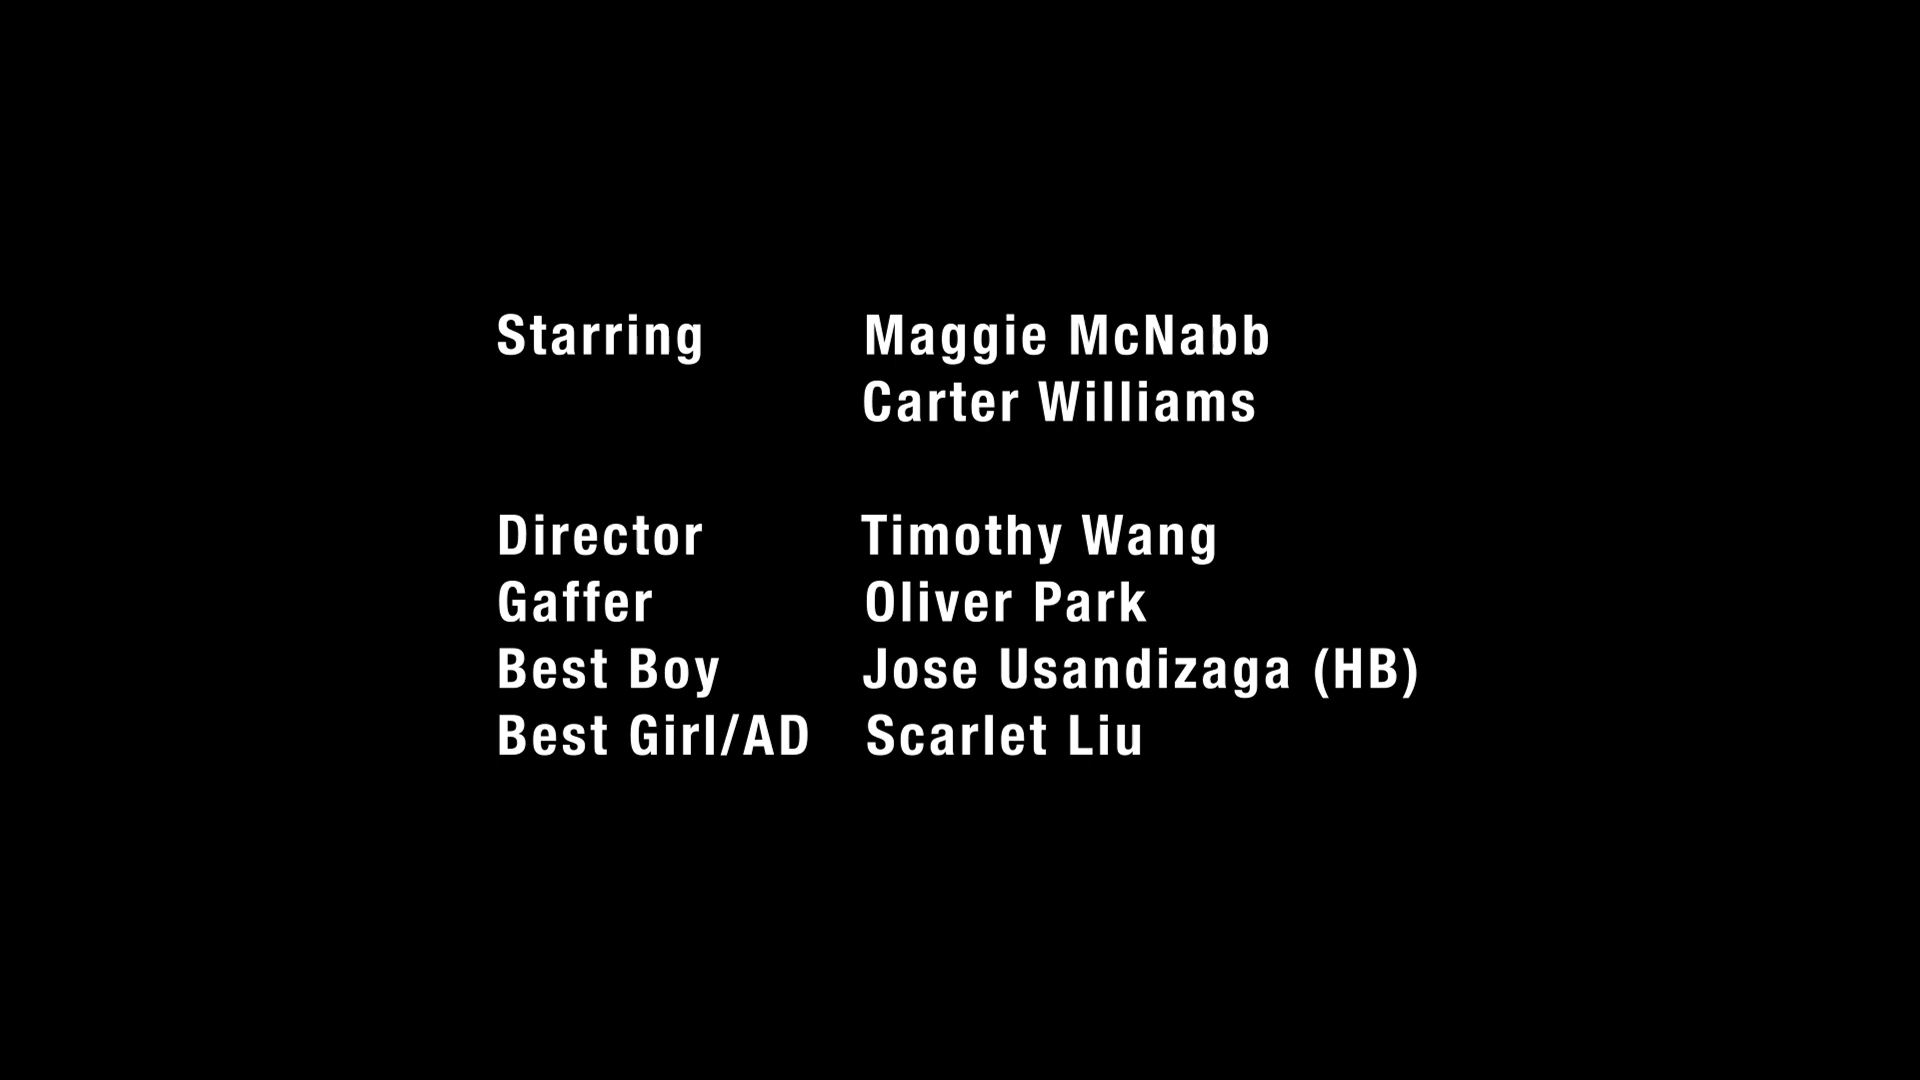 Starring Maggie McNabb
Carter Williams
Director Timothy Wang
Gaffer Oliver Park
Best Boy Jose Usandizaga (HB)
Best Girl/AD Scarlet Liu